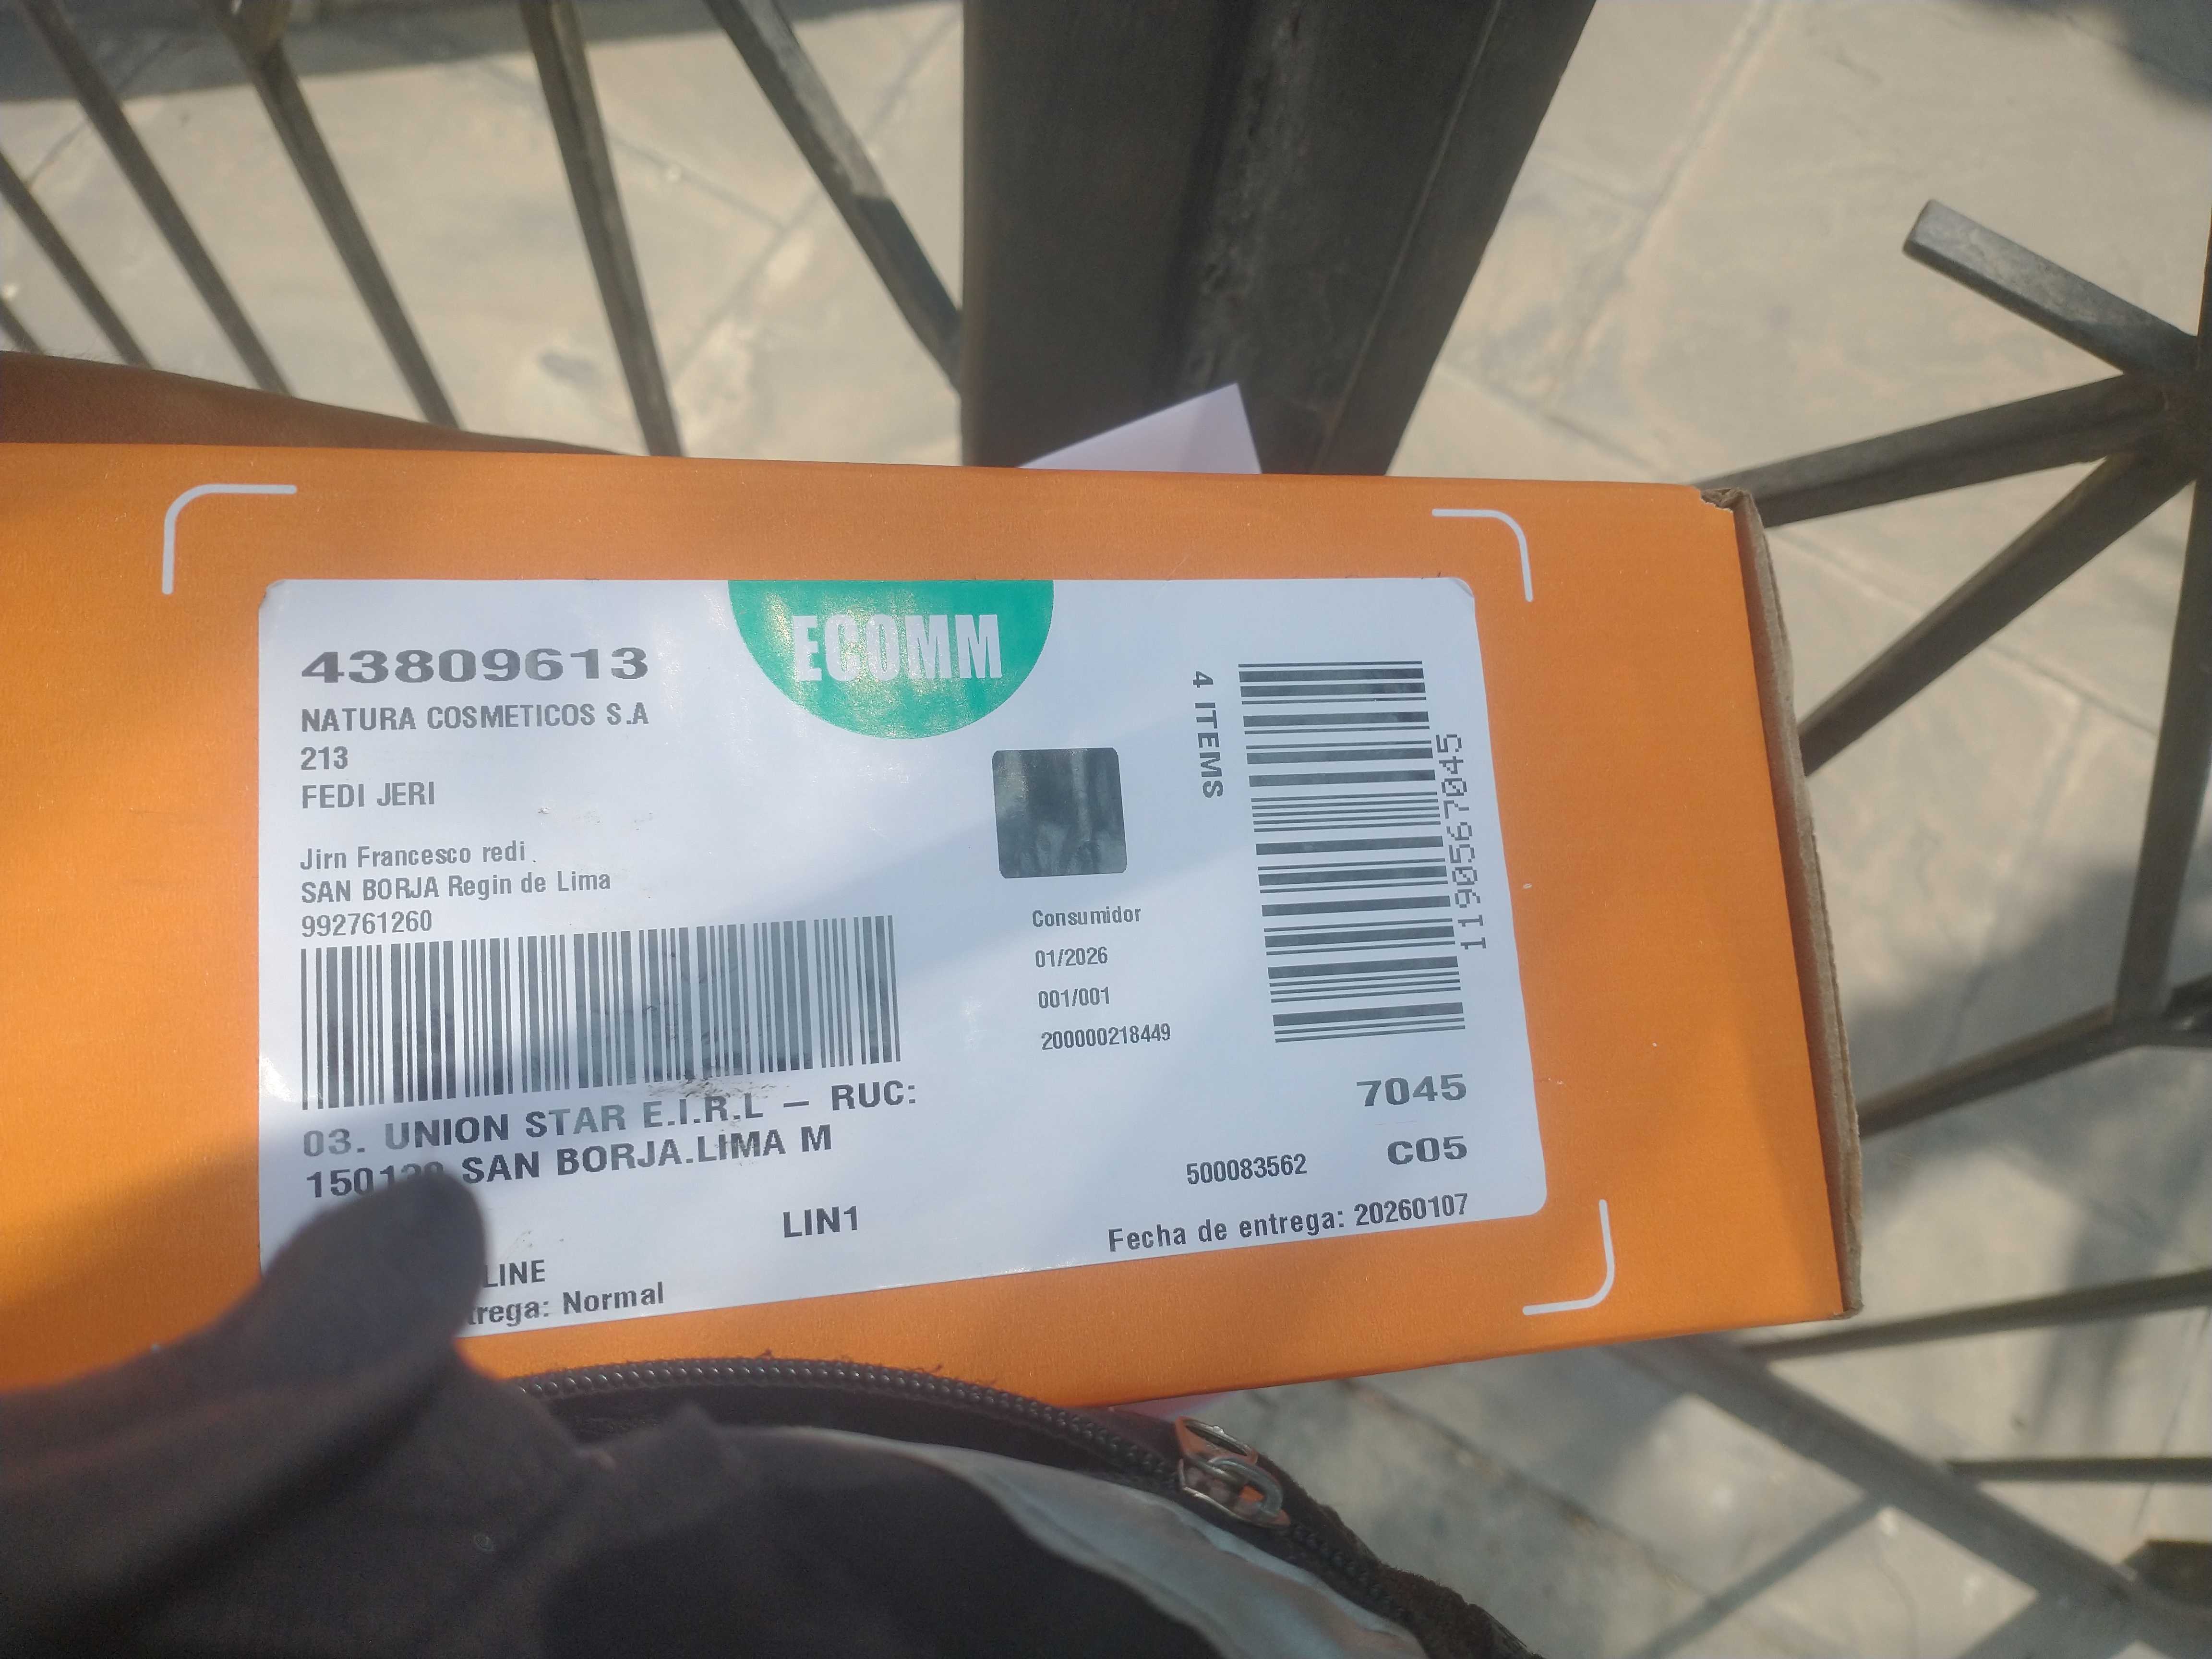 ECOMM
43809613
NATURA COSMETICOS S.A
213
FEDI JERI
Jirn Francesco redi
SAN BORJA Regin de Lima
992761260
03. UNION STAR E.I.R.L – RUC:
SAN BORJA.LIMA M
LIN1
LINE
trega: Normal
4 ITEMS
1190567045
Consumidor
01/2026
001/001
200000218449
7045
500083562 C05
Fecha de entrega: 20260107